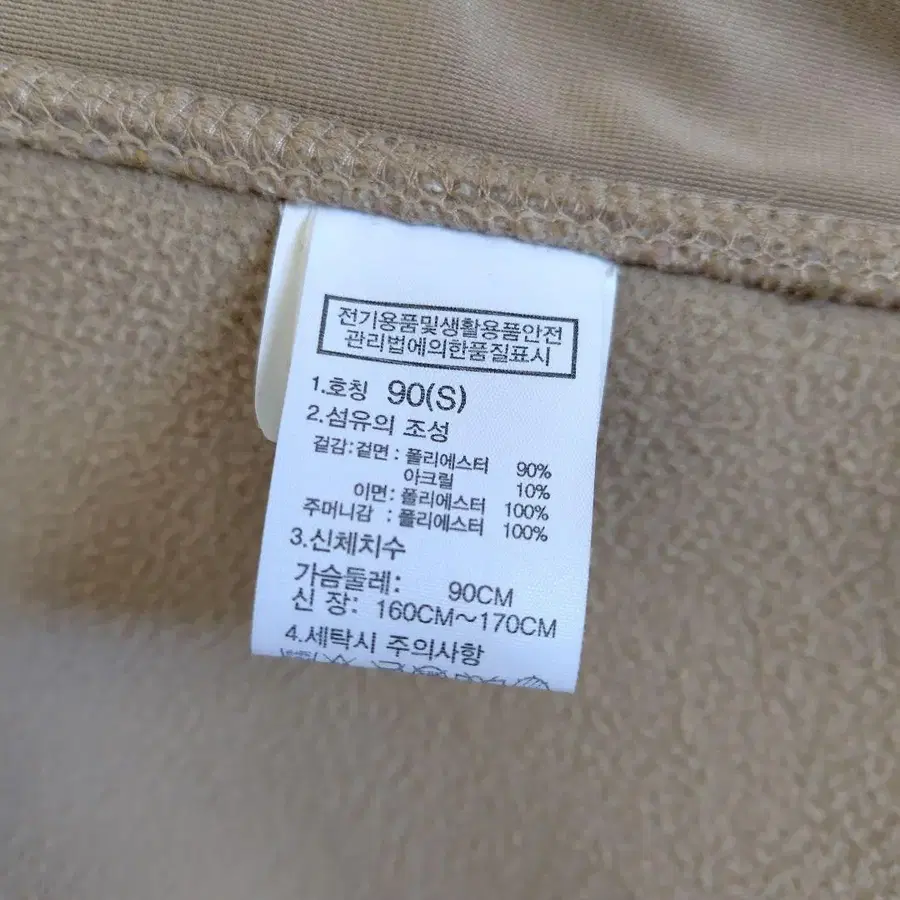 전기용품및생활용품안전
관리법에의한품질표시
1.호칭 90(S)
2.섬유의 조성
겉감:겉면 : 폴리에스터 90%
아크릴 10%
이면 : 폴리에스터 100%
주머니감 : 폴리에스터 100%
3.신체치수
가슴둘레: 90CM
신 장: 160CM~170CM
4.세탁시 주의사항